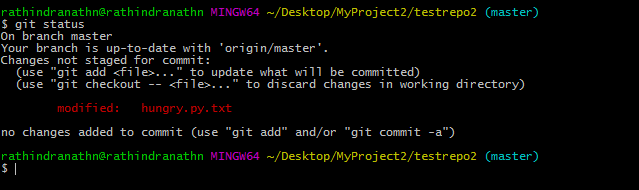 rathindranathn@rathindranathn MINGW64 ~/Desktop/MyProject2/testrepo2 (master)
$ git status
On branch master
Your branch is up-to-date with 'origin/master'.
Changes not staged for commit:
  (use "git add <file>..." to update what will be committed)
  (use "git checkout -- <file>..." to discard changes in working directory)

        modified:   hungry.py.txt

no changes added to commit (use "git add" and/or "git commit -a")

rathindranathn@rathindranathn MINGW64 ~/Desktop/MyProject2/testrepo2 (master)
$